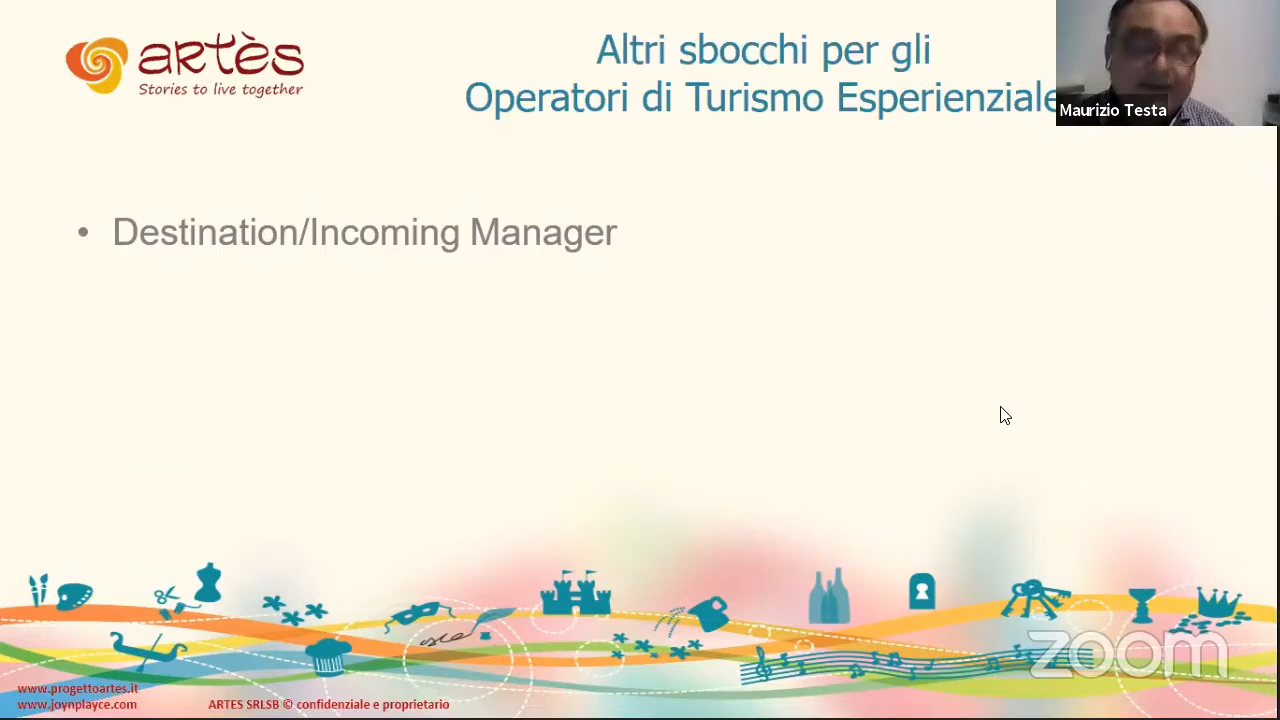 artès
Stories to live together
Altri sbocchi per gli
Operatori di Turismo Esperienziale
Maurizio Testa
• Destination/Incoming Manager
zoom
www.progettoartes.it
www.joynplayce.com
ARTES SRLSB © confidenziale e proprietario